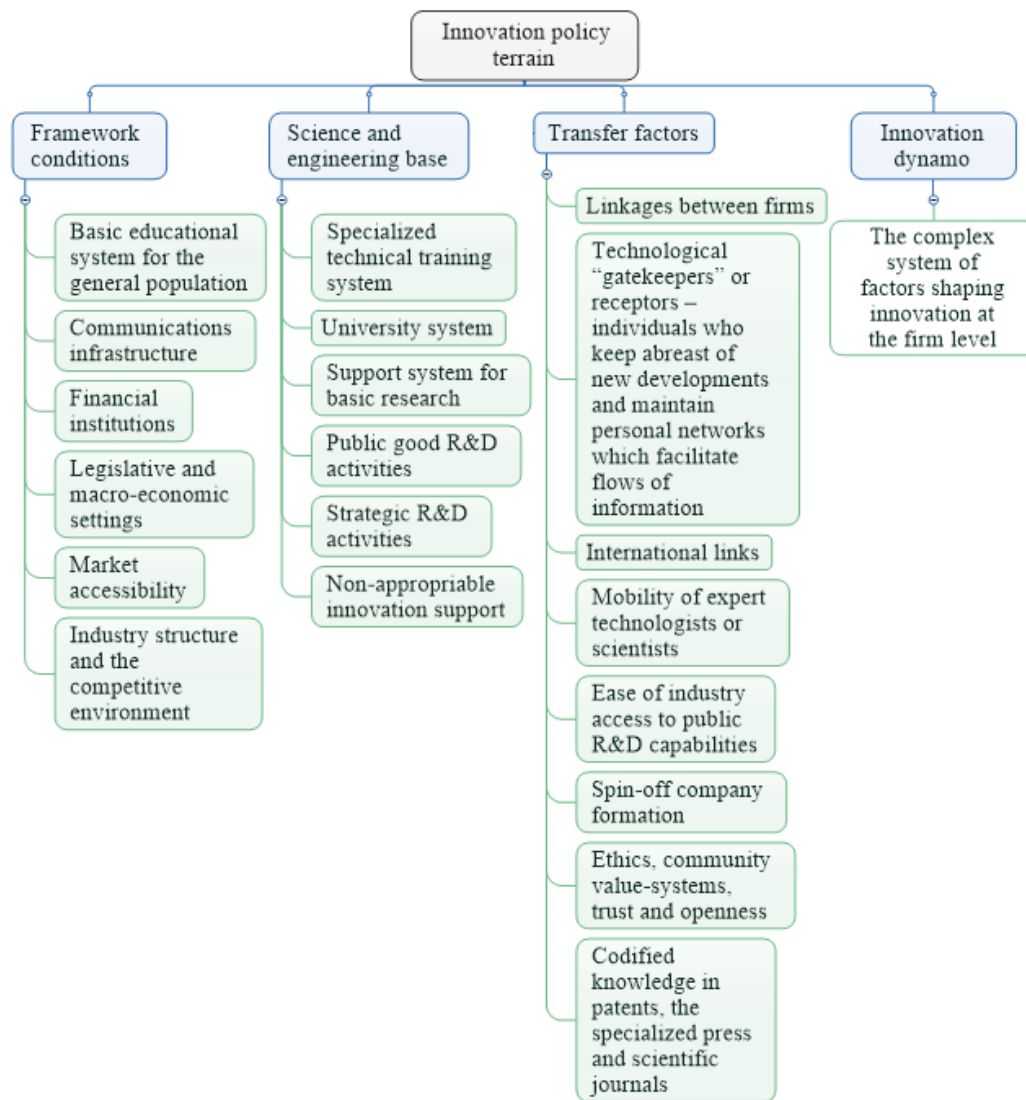 Innovation policy
terrain
Framework
conditions
Basic educational
system for the
general population
Communications
infrastructure
Financial
institutions
Legislative and
macro-economic
settings
Market
accessibility
Industry structure
and the
competitive
environment
Science and
engineering base
Specialized
technical training
system
University system
Support system for
basic research
Public good R&D
activities
Strategic R&D
activities
Non-appropriable
innovation support
Transfer factors
Linkages between firms
Technological
“gatekeepers” or
receptors –
individuals who
keep abreast of
new developments
and maintain
personal networks
which facilitate
flows of
information
International links
Mobility of expert
technologists or
scientists
Ease of industry
access to public
R&D capabilities
Spin-off company
formation
Ethics, community
value-systems,
trust and openness
Codified
knowledge in
patents, the
specialized press
and scientific
journals
Innovation
dynamo
The complex
system of
factors shaping
innovation at
the firm level